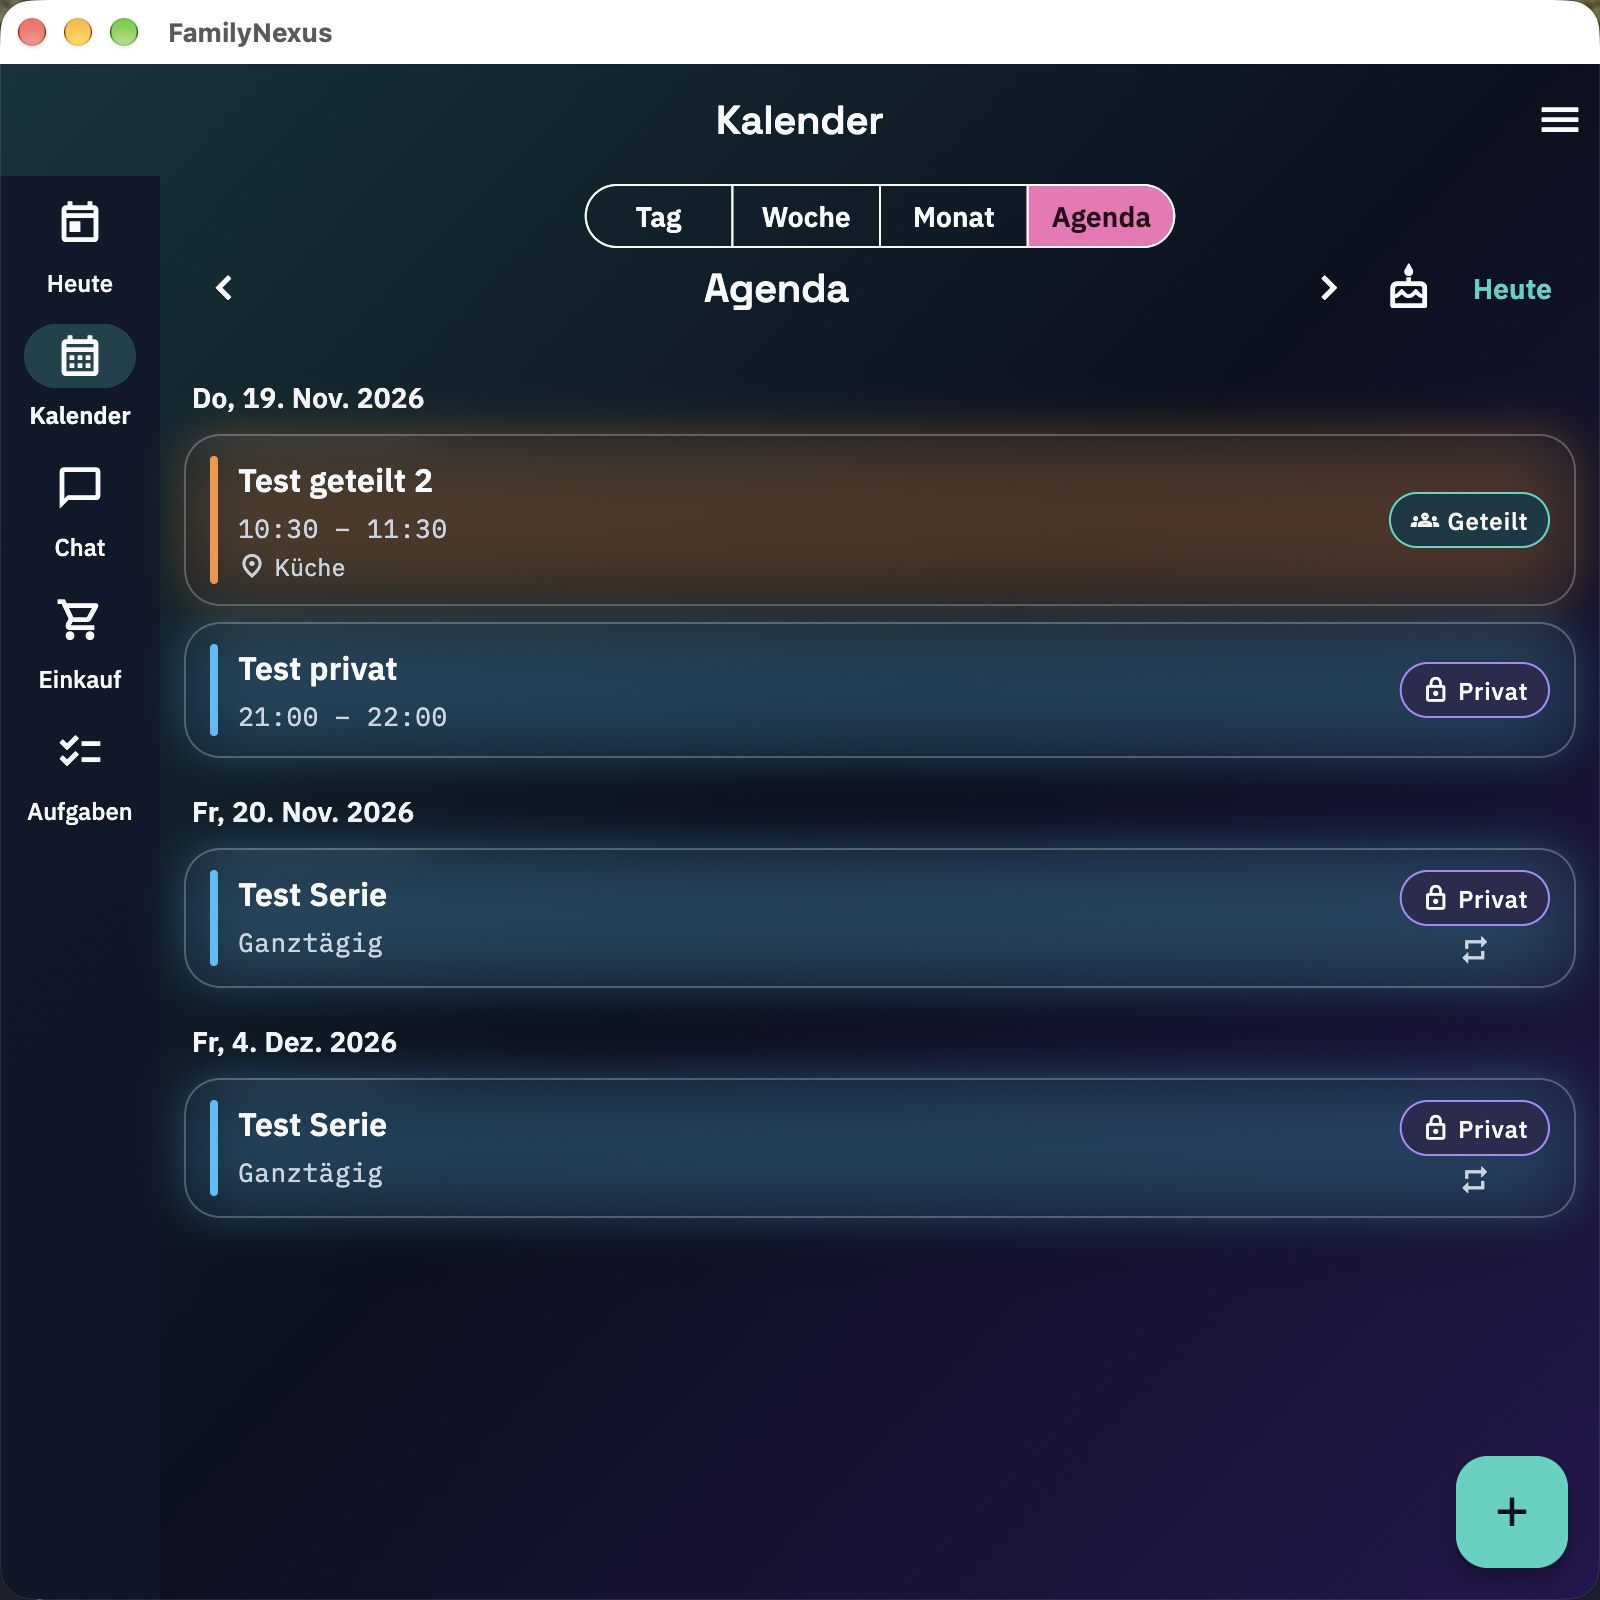 FamilyNexus
Kalender
Tag Woche Monat Agenda
Agenda
Heute
Heute
Kalender
Chat
Einkauf
Aufgaben
Do, 19. Nov. 2026
Test geteilt 2
10:30 – 11:30
Küche
Geteilt
Test privat
21:00 – 22:00
Privat
Fr, 20. Nov. 2026
Test Serie
Ganztägig
Privat
Fr, 4. Dez. 2026
Test Serie
Ganztägig
Privat